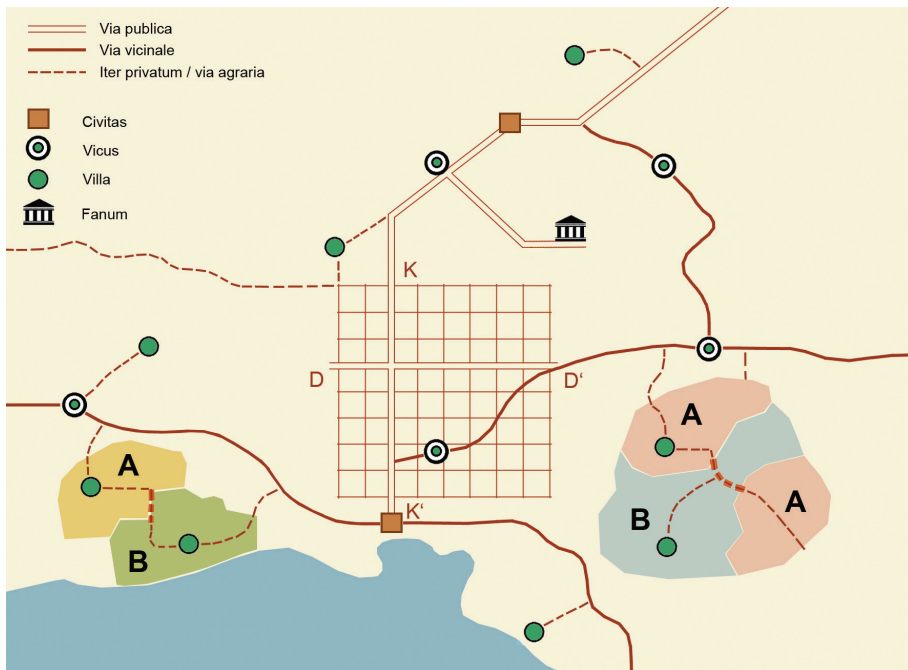 Via publica
Via vicinale
Iter privatum / via agraria
Civitas
Vicus
Villa
Fanum
K
D
D‘
A
A
A
B
B
K‘